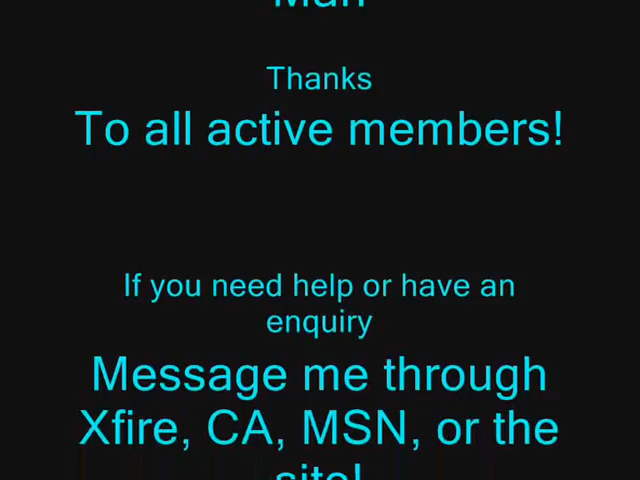 Thanks
To all active members!
If you need help or have an
enquiry
Message me through
Xfire, CA, MSN, or the
site!